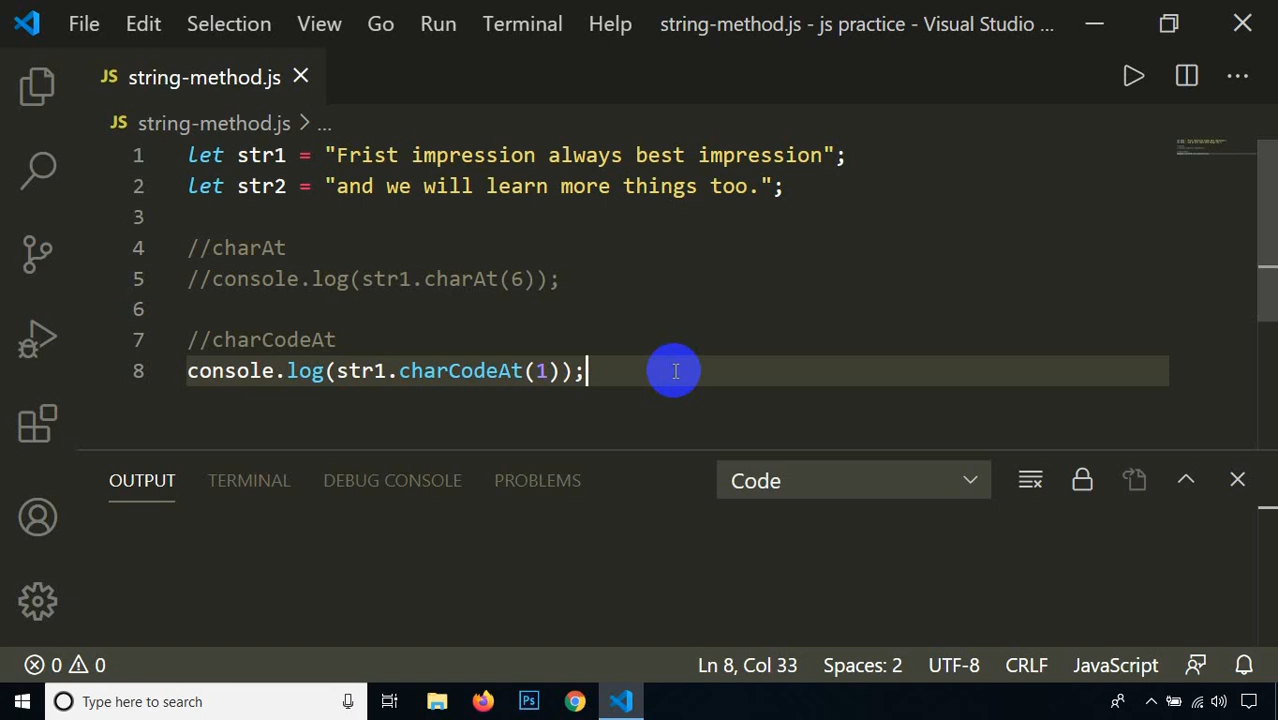 File Edit Selection View Go Run Terminal Help string-method.js - js practice - Visual Studio ...
JS string-method.js
JS string-method.js > ...
1 let str1 = "Frist impression always best impression";
2 let str2 = "and we will learn more things too.";
3
4 //charAt
5 //console.log(str1.charAt(6));
6
7 //charCodeAt
8 console.log(str1.charCodeAt(1));
OUTPUT TERMINAL DEBUG CONSOLE PROBLEMS Code
0 0 Ln 8, Col 33 Spaces: 2 UTF-8 CRLF JavaScript
Type here to search Ps